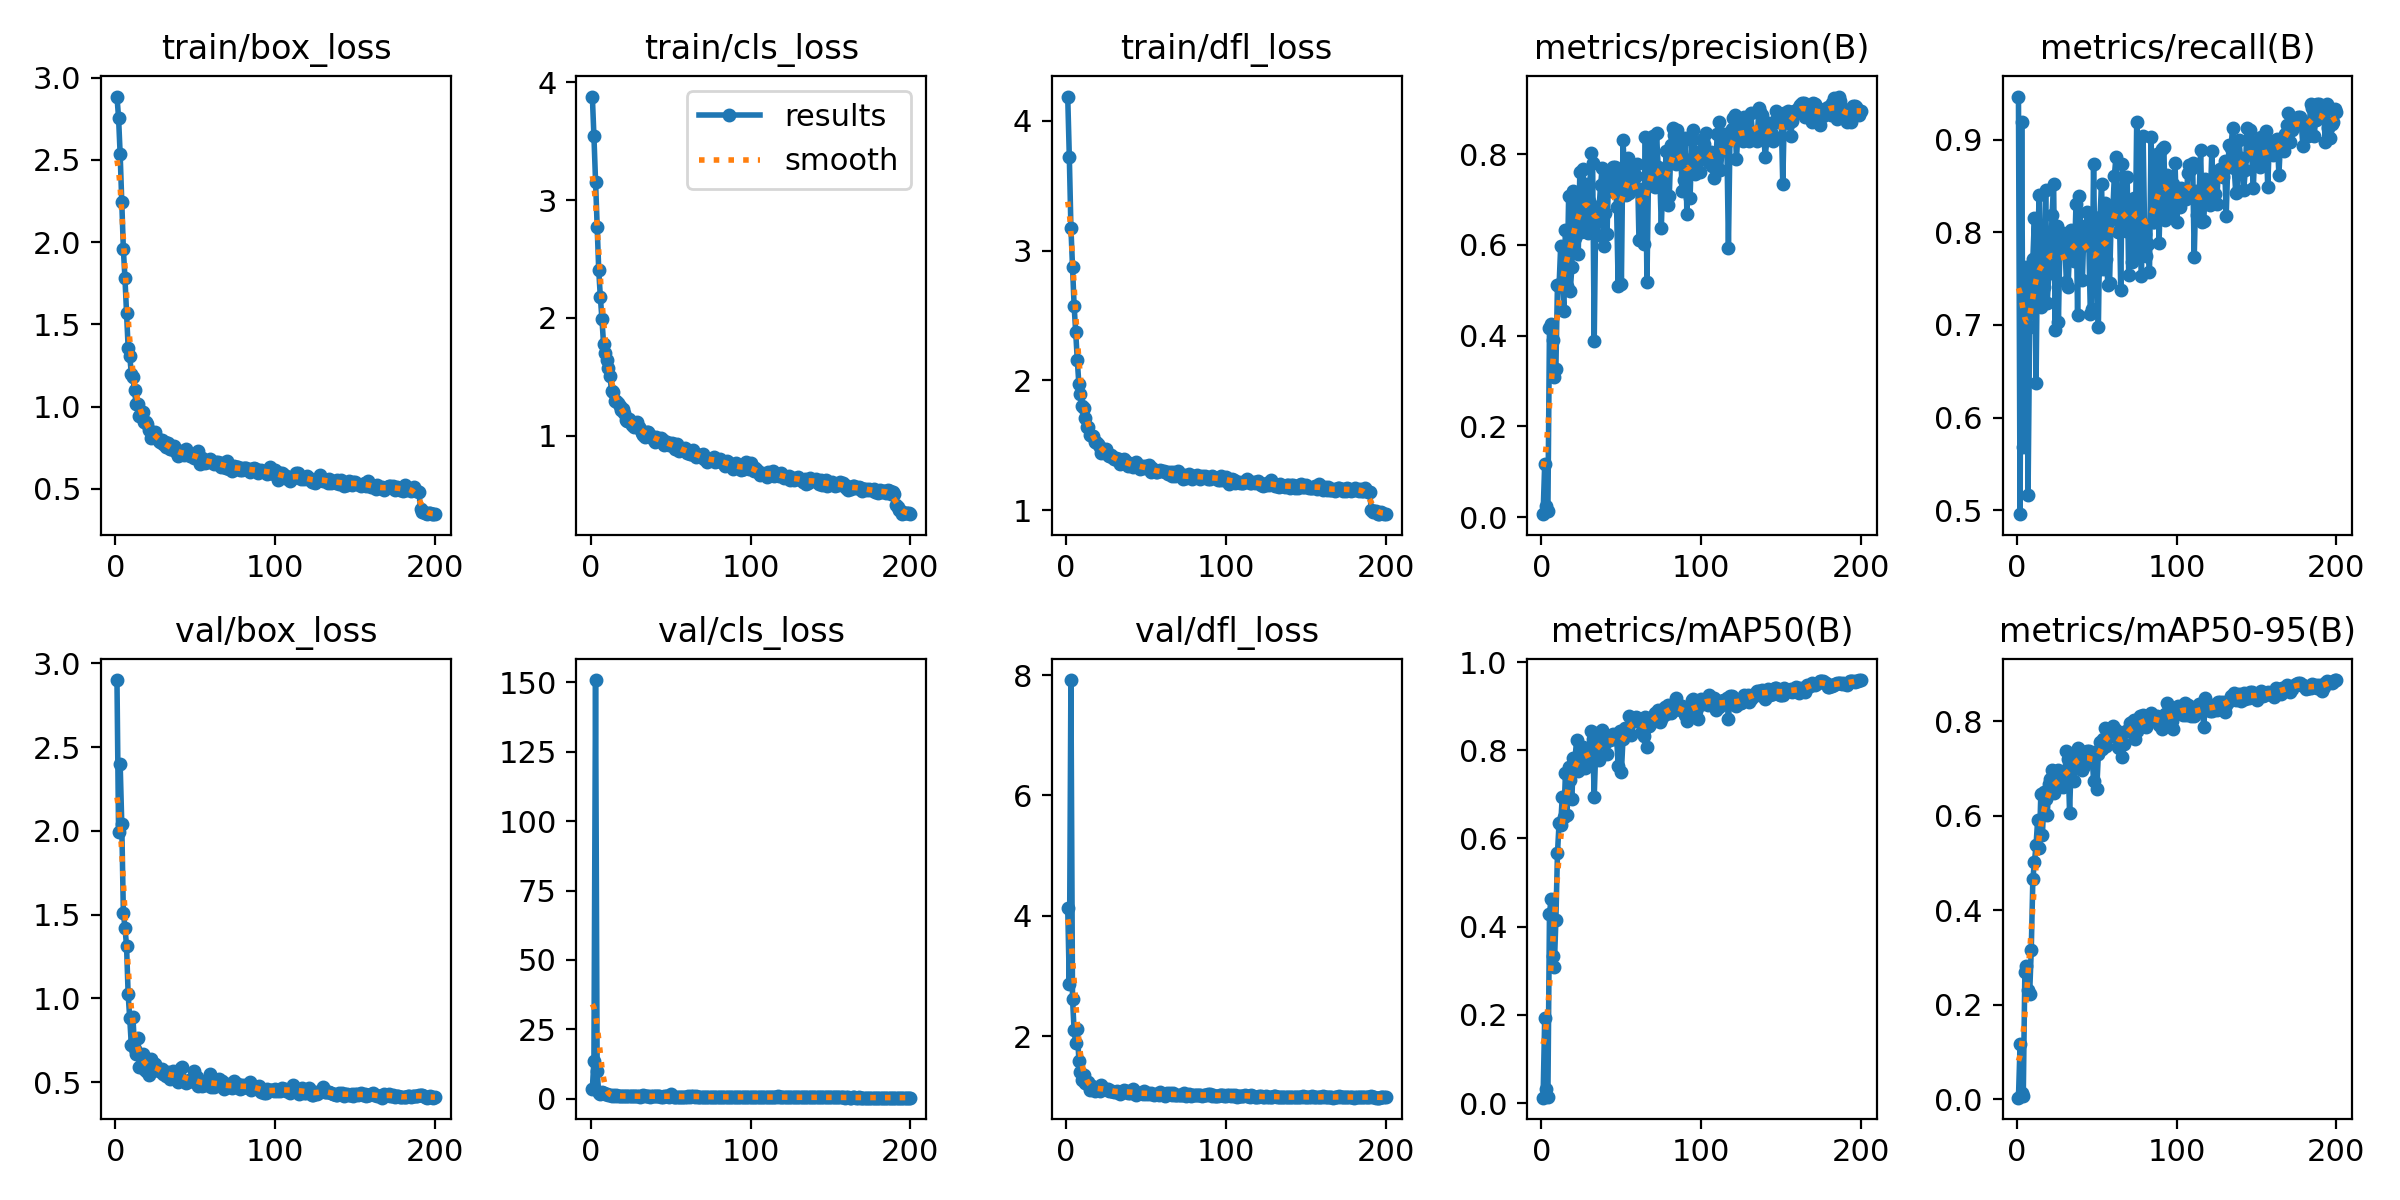 train/box_loss
3.0
2.5
2.0
1.5
1.0
0.5
0 100 200
train/cls_loss
results
smooth
4
3
2
1
0 100 200
train/dfl_loss
4
3
2
1
0 100 200
metrics/precision(B)
0.8
0.6
0.4
0.2
0.0
0 100 200
metrics/recall(B)
0.9
0.8
0.7
0.6
0.5
0 100 200
val/box_loss
3.0
2.5
2.0
1.5
1.0
0.5
0 100 200
val/cls_loss
150
125
100
75
50
25
0
0 100 200
val/dfl_loss
8
6
4
2
0 100 200
metrics/mAP50(B)
1.0
0.8
0.6
0.4
0.2
0.0
0 100 200
metrics/mAP50-95(B)
0.8
0.6
0.4
0.2
0.0
0 100 200